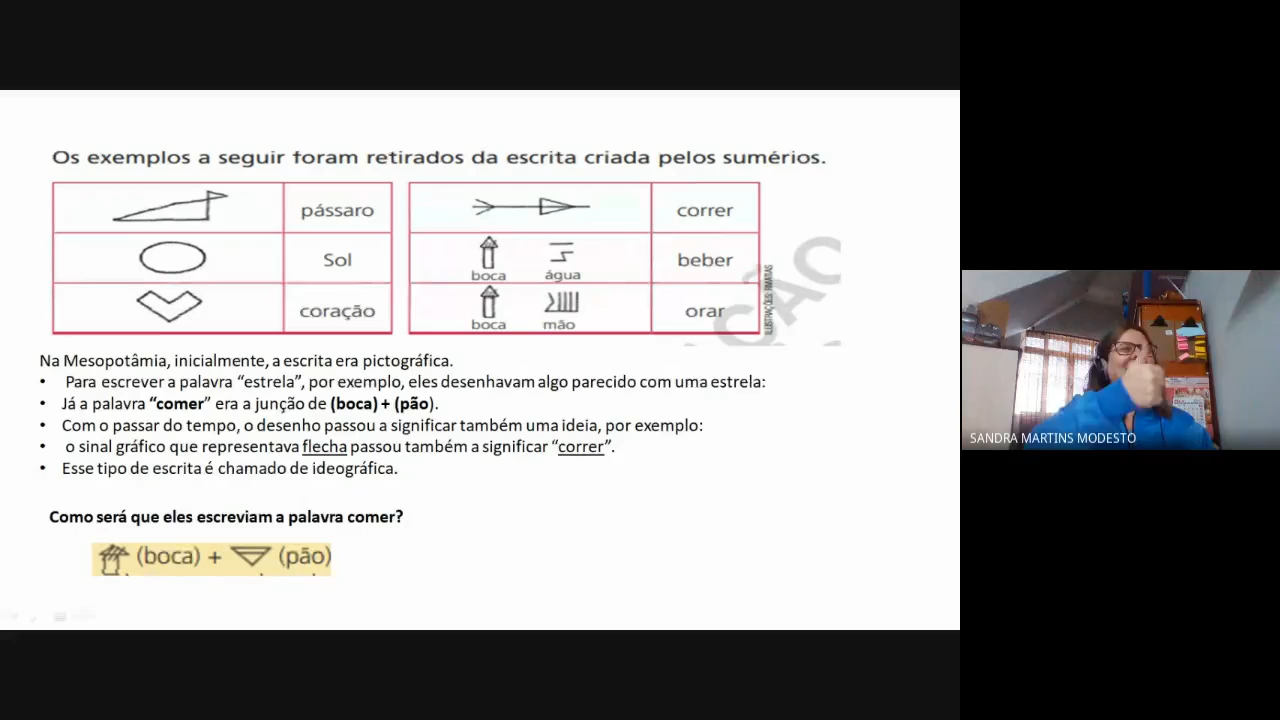 Os exemplos a seguir foram retirados da escrita criada pelos sumérios.
pássaro
Sol
coração
correr
boca água beber
boca mão orar
ILUSTRAÇÕES: RIMATIAS
ÇÃO
Na Mesopotâmia, inicialmente, a escrita era pictográfica.
• Para escrever a palavra “estrela”, por exemplo, eles desenhavam algo parecido com uma estrela:
• Já a palavra “comer” era a junção de (boca) + (pão).
• Com o passar do tempo, o desenho passou a significar também uma ideia, por exemplo:
• o sinal gráfico que representava flecha passou também a significar “correr”.
• Esse tipo de escrita é chamado de ideográfica.
Como será que eles escreviam a palavra comer?
(boca) + (pão)
SANDRA MARTINS MODESTO